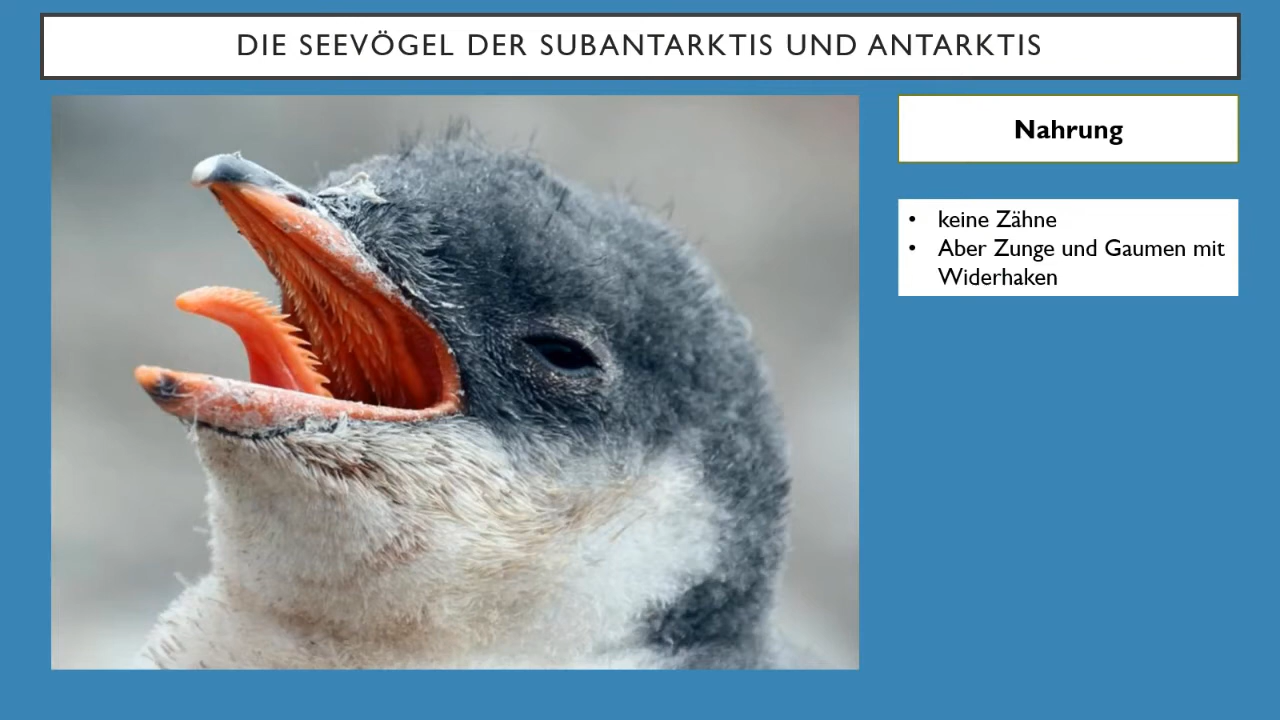 DIE SEEVÖGEL DER SUBANTARKTIS UND ANTARKTIS
Nahrung
• keine Zähne
• Aber Zunge und Gaumen mit
Widerhaken